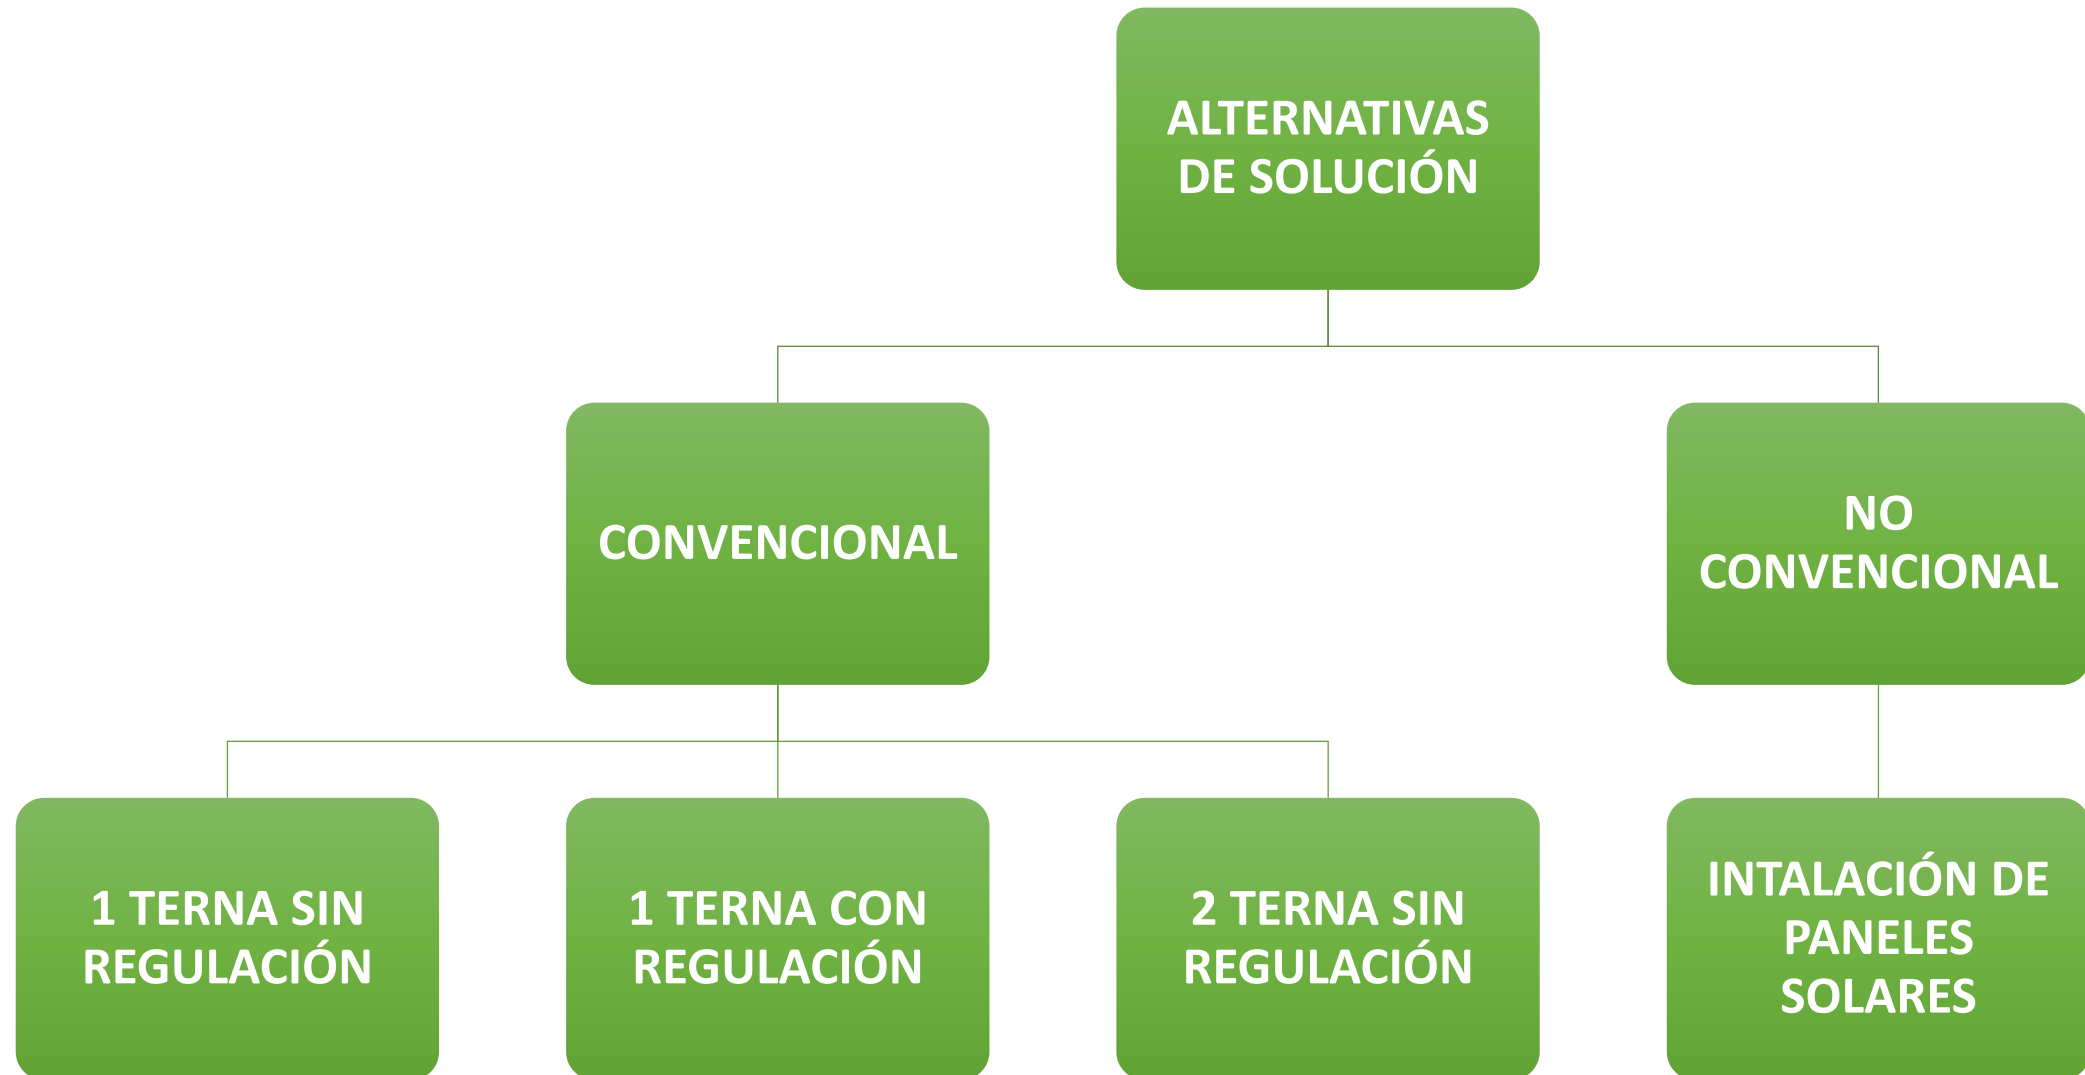 ALTERNATIVAS
DE SOLUCIÓN
CONVENCIONAL
NO
CONVENCIONAL
1 TERNA SIN
REGULACIÓN
1 TERNA CON
REGULACIÓN
2 TERNA SIN
REGULACIÓN
INTALACIÓN DE
PANELES
SOLARES